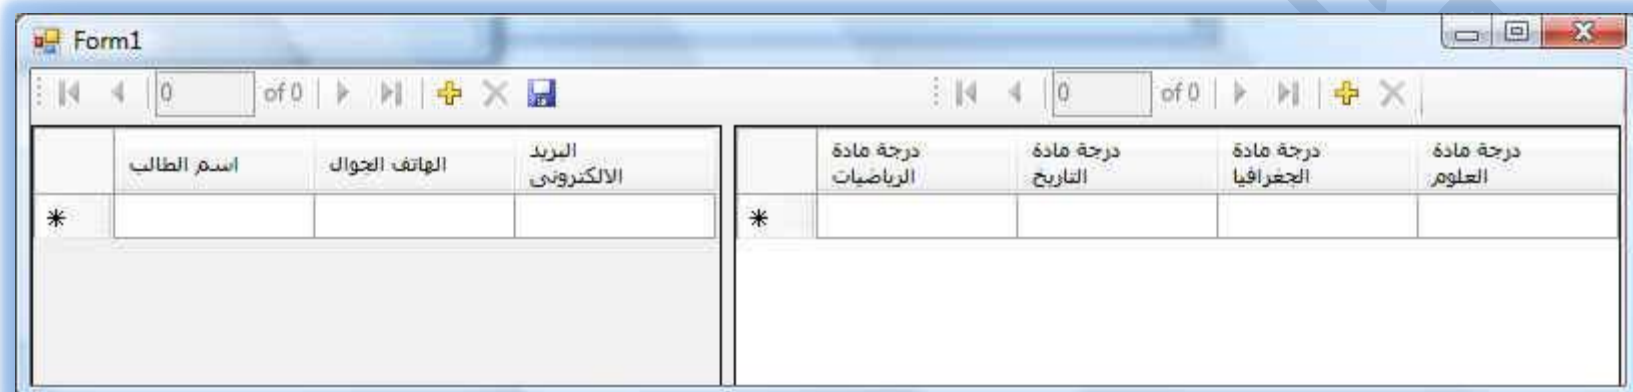 Form1
0 of 0
0 of 0
اسم الطالب
الهاتف الجوال
البريد
الالكترونى
درجة مادة
الرياضيات
درجة مادة
التاريخ
درجة مادة
الجغرافيا
درجة مادة
العلوم